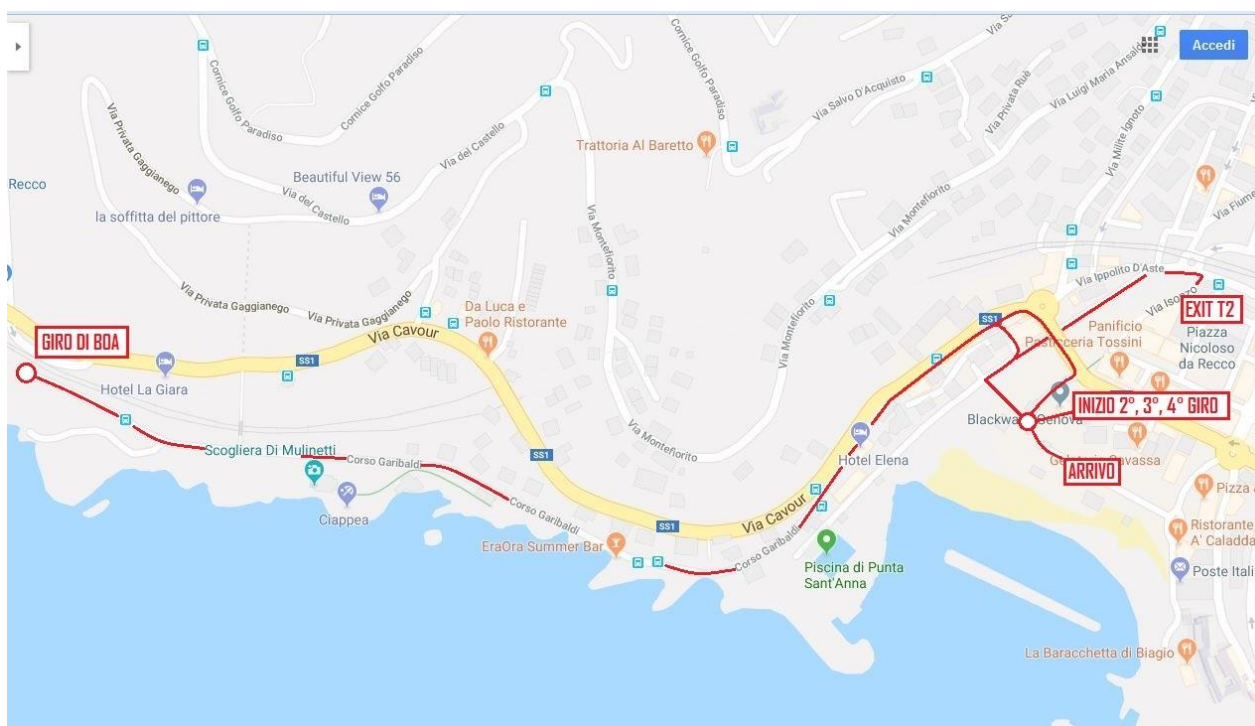 Accedi
Cornice Golfo Paradiso
Cornice Golfo Paradiso
Cornice Golfo Paradiso
Via Salvo D'Acquisto
Via Privata Ruè
Via Luigi Maria Ansaldo
Via Milite Ignoto
Via Privata Gaggianego
Via del Castello
Trattoria Al Baretto
Recco
Beautiful View 56
la soffitta del pittore
Via del Castello
Via Montefiorito
Via Montefiorito
Via Fiume
Via Ippolito D'Aste
Via Privata Gaggianego
Via Privata Gaggianego
Via Isonzo
EXIT T2
Da Luca e
Paolo Ristorante
Via Cavour
SS1
Panificio
Pasticceria Tossini
Piazza
Nicoloso
da Recco
GIRO DI BOA
SS1
Via Montefiorito
Hotel La Giara
INIZIO 2°, 3°, 4° GIRO
Via Montefiorito
Scogliera Di Mulinetti
Corso Garibaldi
SS1
Hotel Elena
ARRIVO
Ciappea
Corso Garibaldi
SS1
Via Cavour
Pizza
EraOra Summer Bar
Corso Garibaldi
Piscina di Punta
Sant'Anna
Ristorante
A' Caladda
Poste Itali
La Baracchetta di Biagio